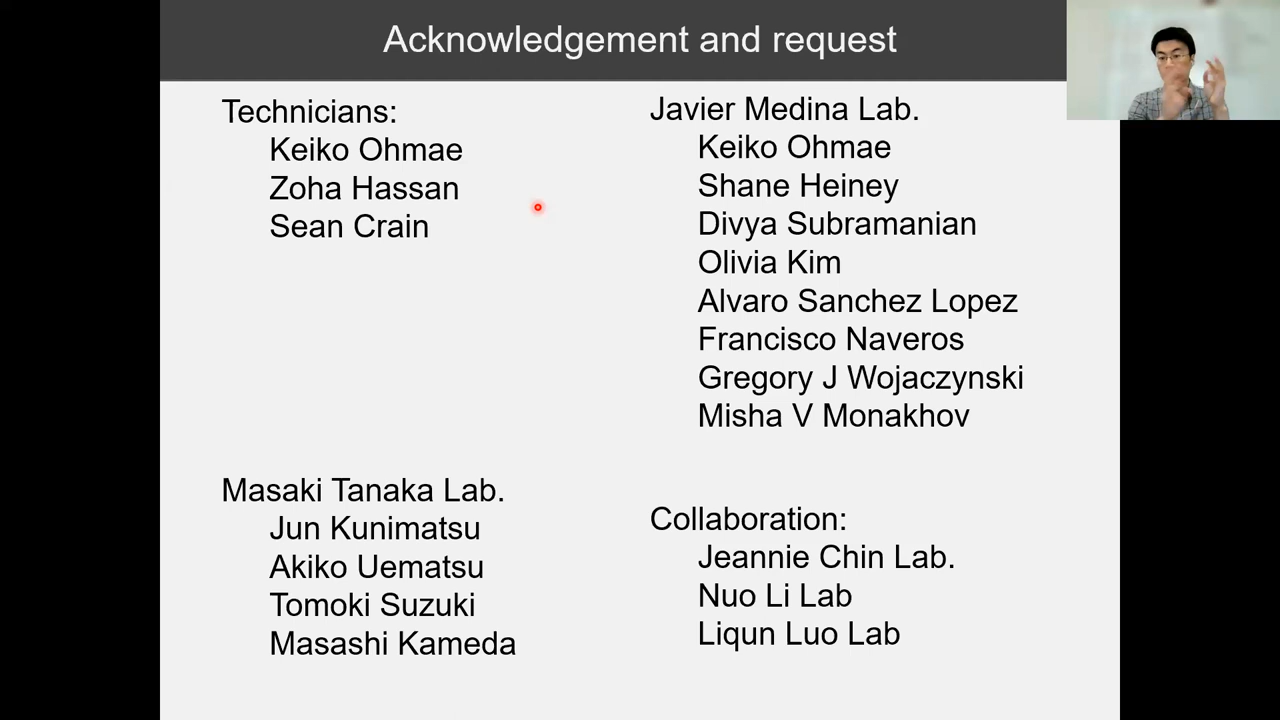 Acknowledgement and request
Technicians:
Keiko Ohmae
Zoha Hassan
Sean Crain
Masaki Tanaka Lab.
Jun Kunimatsu
Akiko Uematsu
Tomoki Suzuki
Masashi Kameda
Javier Medina Lab.
Keiko Ohmae
Shane Heiney
Divya Subramanian
Olivia Kim
Alvaro Sanchez Lopez
Francisco Naveros
Gregory J Wojaczynski
Misha V Monakhov
Collaboration:
Jeannie Chin Lab.
Nuo Li Lab
Liqun Luo Lab